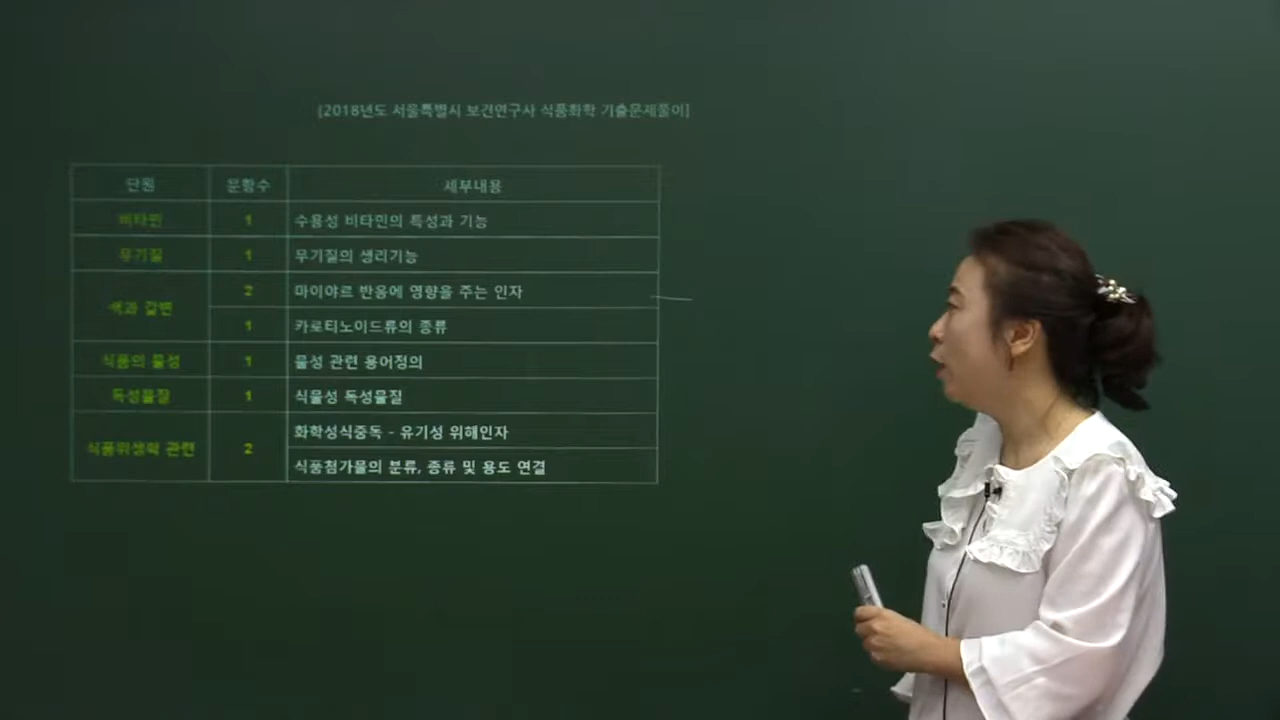 [2018년도 서울특별시 보건연구사 식품화학 기출문제풀이]
단원 문항수 세부내용
비타민 1 수용성 비타민의 특성과 기능
무기질 1 무기질의 생리기능
색과 갈변 2 마이야르 반응에 영향을 주는 인자
1 카로티노이드류의 종류
식품의 물성 1 물성 관련 용어정의
독성물질 1 식물성 독성물질
식품위생학 관련 2 화학성식중독 - 유기성 위해인자
식품첨가물의 분류, 종류 및 용도 연결